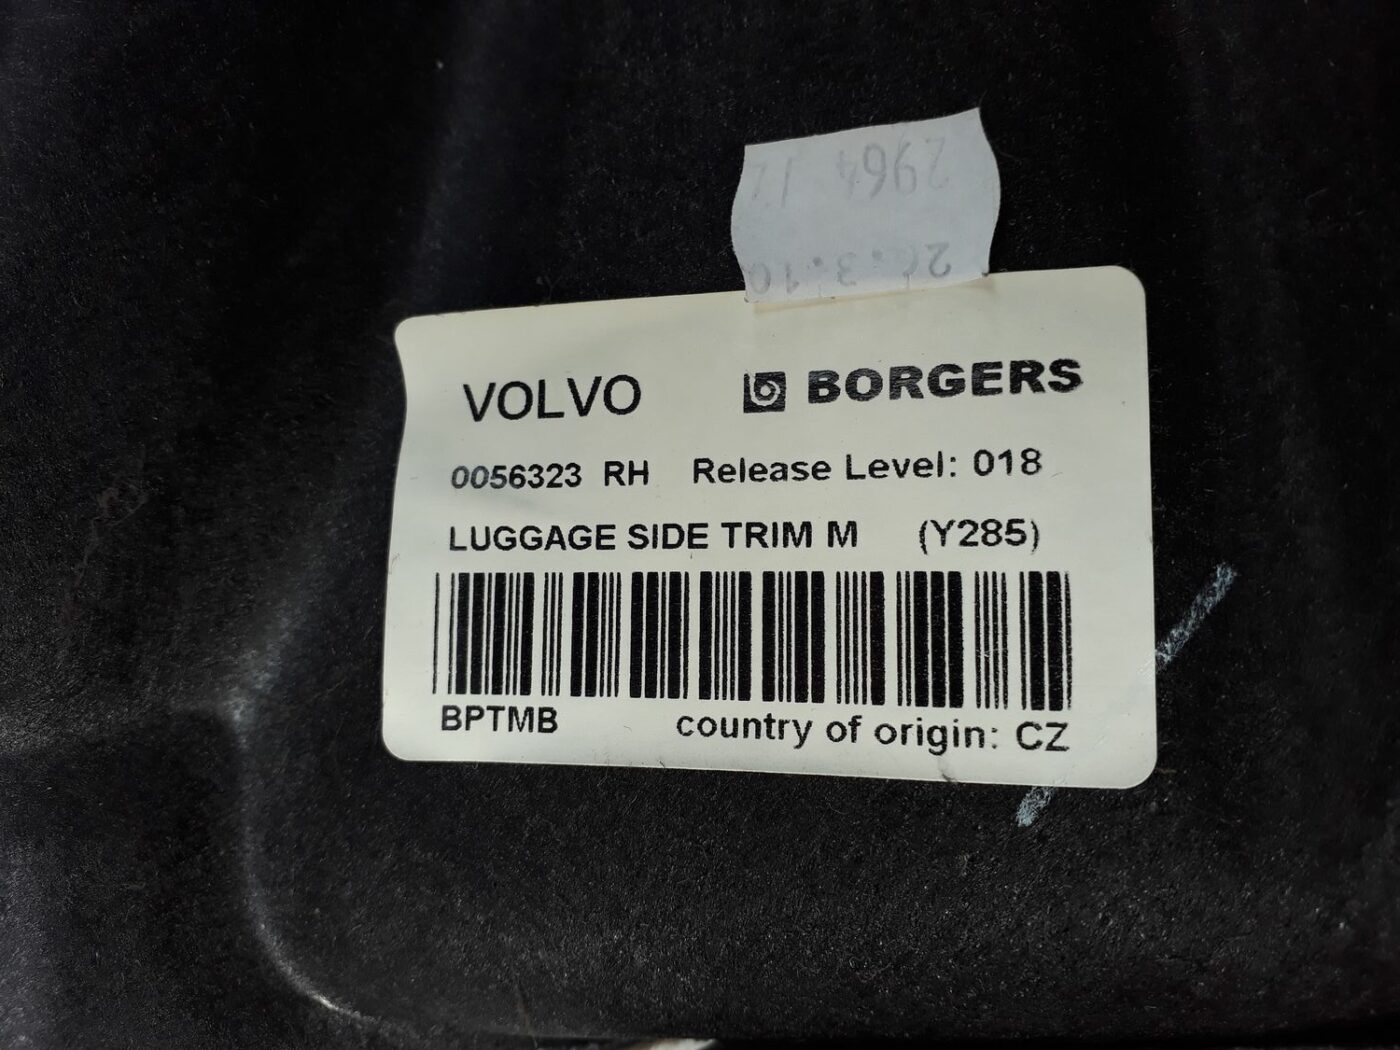 VOLVO BORGERS
0056323 RH Release Level: 018
LUGGAGE SIDE TRIM M (Y285)
BPTMB country of origin: CZ